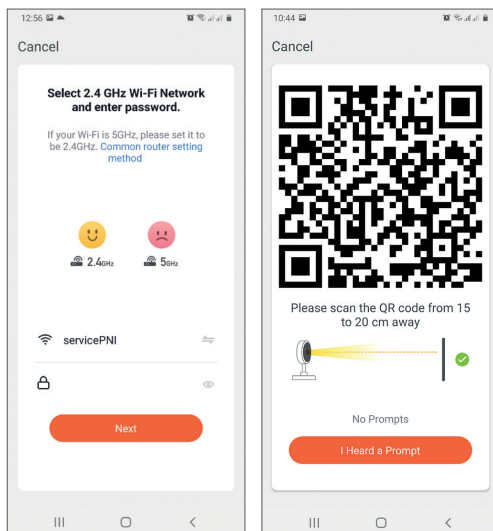 12:56
Cancel
Select 2.4 GHz Wi-Fi Network
and enter password.
If your Wi-Fi is 5GHz, please set it to
be 2.4GHz. Common router setting
method
2.4GHz 5GHz
servicePNI
Next
10:44
Cancel
Please scan the QR code from 15
to 20 cm away
No Prompts
I Heard a Prompt